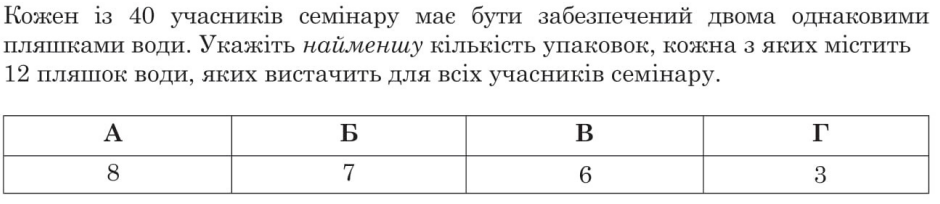 Кожен із 40 учасників семінару має бути забезпечений двома однаковими
пляшками води. Укажіть найменшу кількість упаковок, кожна з яких містить
12 пляшок води, яких вистачить для всіх учасників семінару.
А Б В Г
8 7 6 3